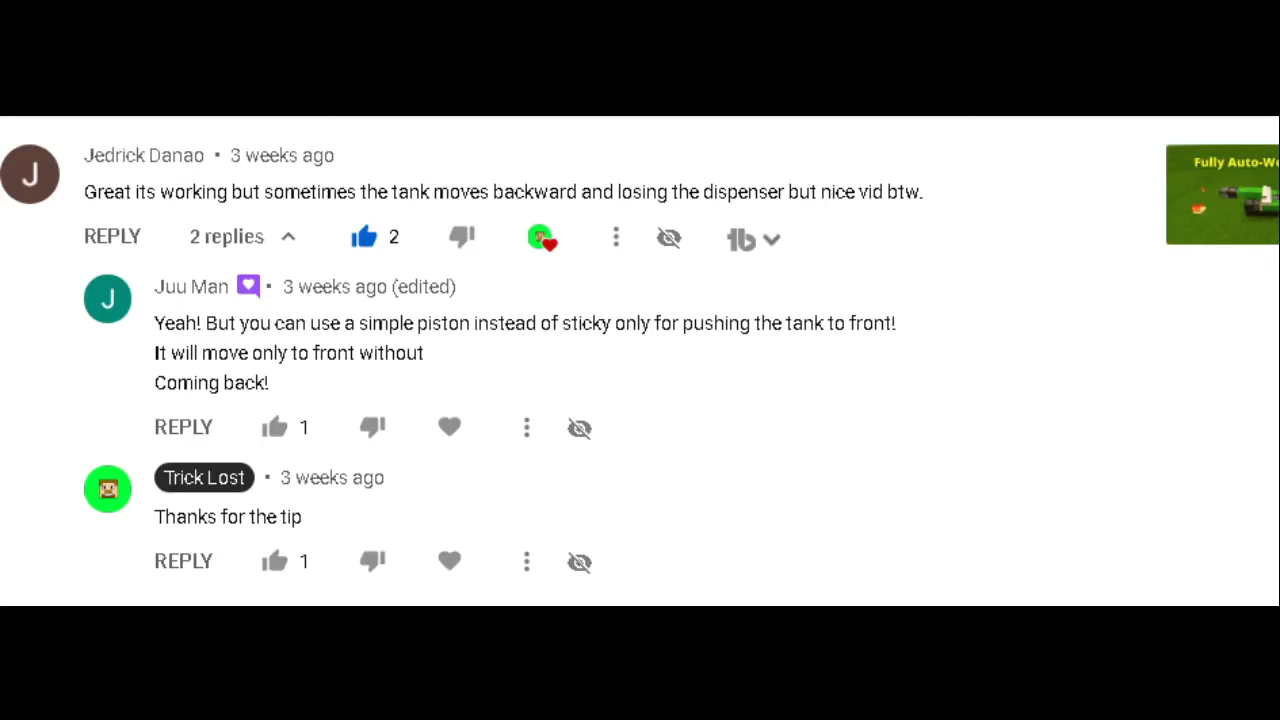 Jedrick Danao • 3 weeks ago
Fully Auto-Wo
J
Great its working but sometimes the tank moves backward and losing the dispenser but nice vid btw.
REPLY 2 replies 2
Juu Man • 3 weeks ago (edited)
J
Yeah! But you can use a simple piston instead of sticky only for pushing the tank to front!
It will move only to front without
Coming back!
REPLY 1
Trick Lost • 3 weeks ago
Thanks for the tip
REPLY 1